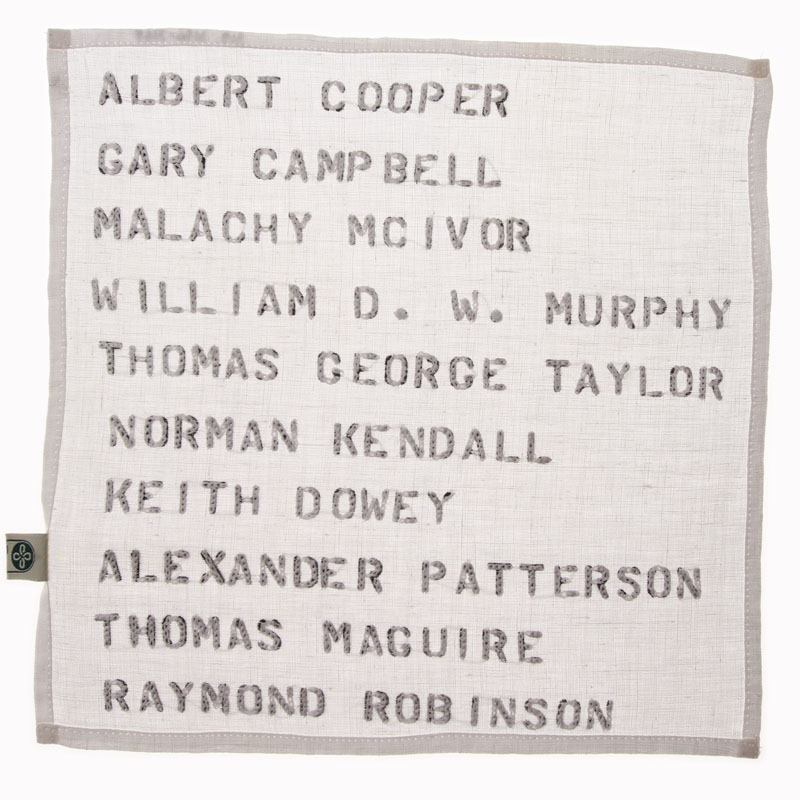 ALBERT COOPER
GARY CAMPBELL
MALACHY MCIVOR
WILLIAM D. W. MURPHY
THOMAS GEORGE TAYLOR
NORMAN KENDALL
KEITH DOWEY
ALEXANDER PATTERSON
THOMAS MAGUIRE
RAYMOND ROBINSON